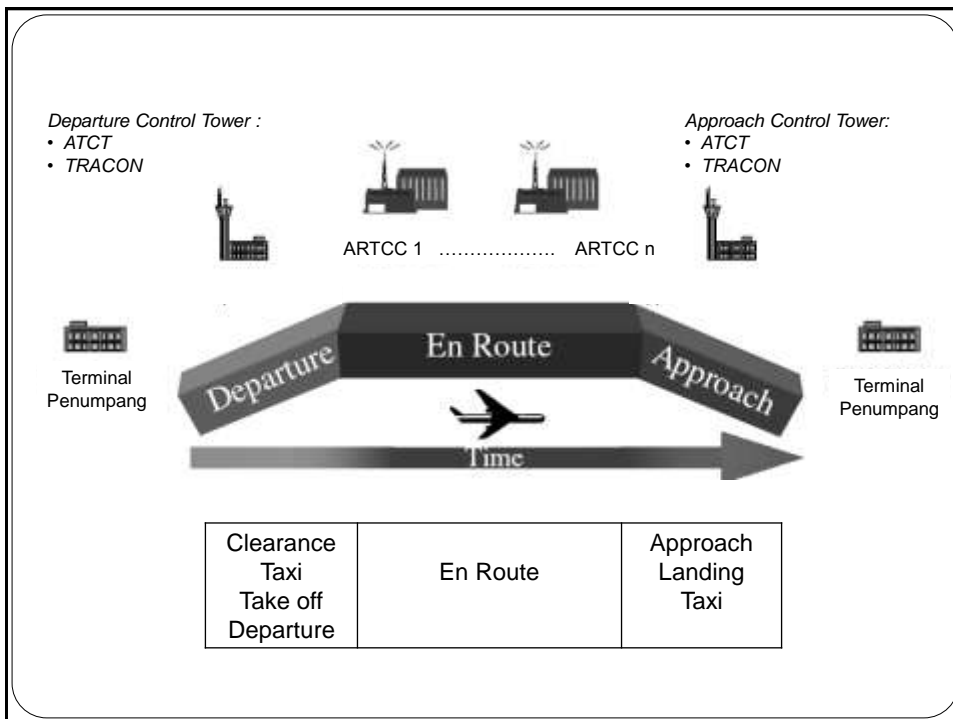 Departure Control Tower :
• ATCT
• TRACON
Approach Control Tower:
• ATCT
• TRACON
ARTCC 1 ................... ARTCC n
Departure
En Route
Approach
Terminal
Penumpang
Terminal
Penumpang
Time
Clearance
Taxi
Take off
Departure
En Route
Approach
Landing
Taxi